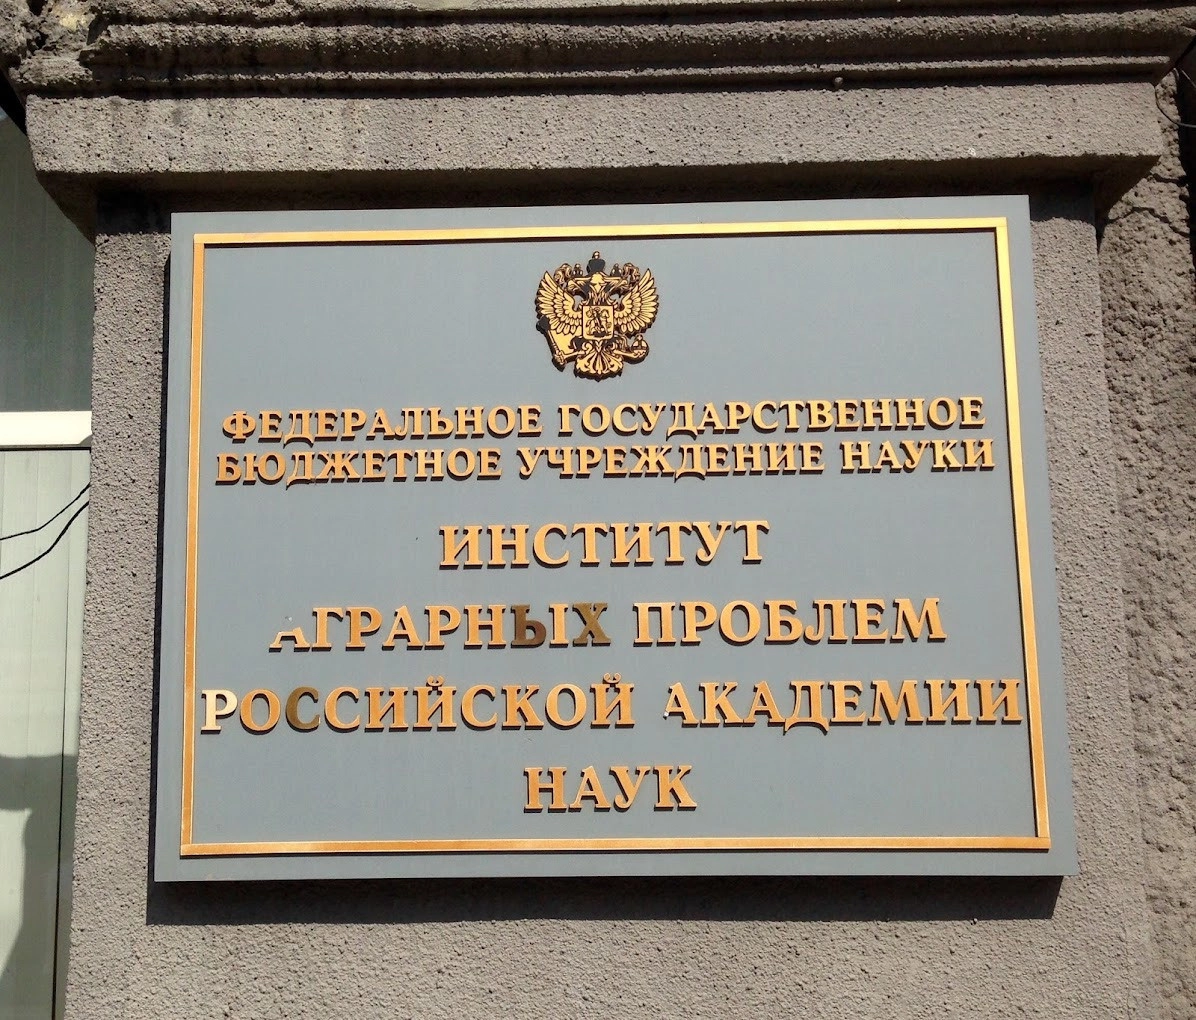 ФЕДЕРАЛЬНОЕ ГОСУДАРСТВЕННОЕ
БЮДЖЕТНОЕ УЧРЕЖДЕНИЕ НАУКИ
ИНСТИТУТ
АГРАРНЫХ ПРОБЛЕМ
РОССИЙСКОЙ АКАДЕМИИ
НАУК